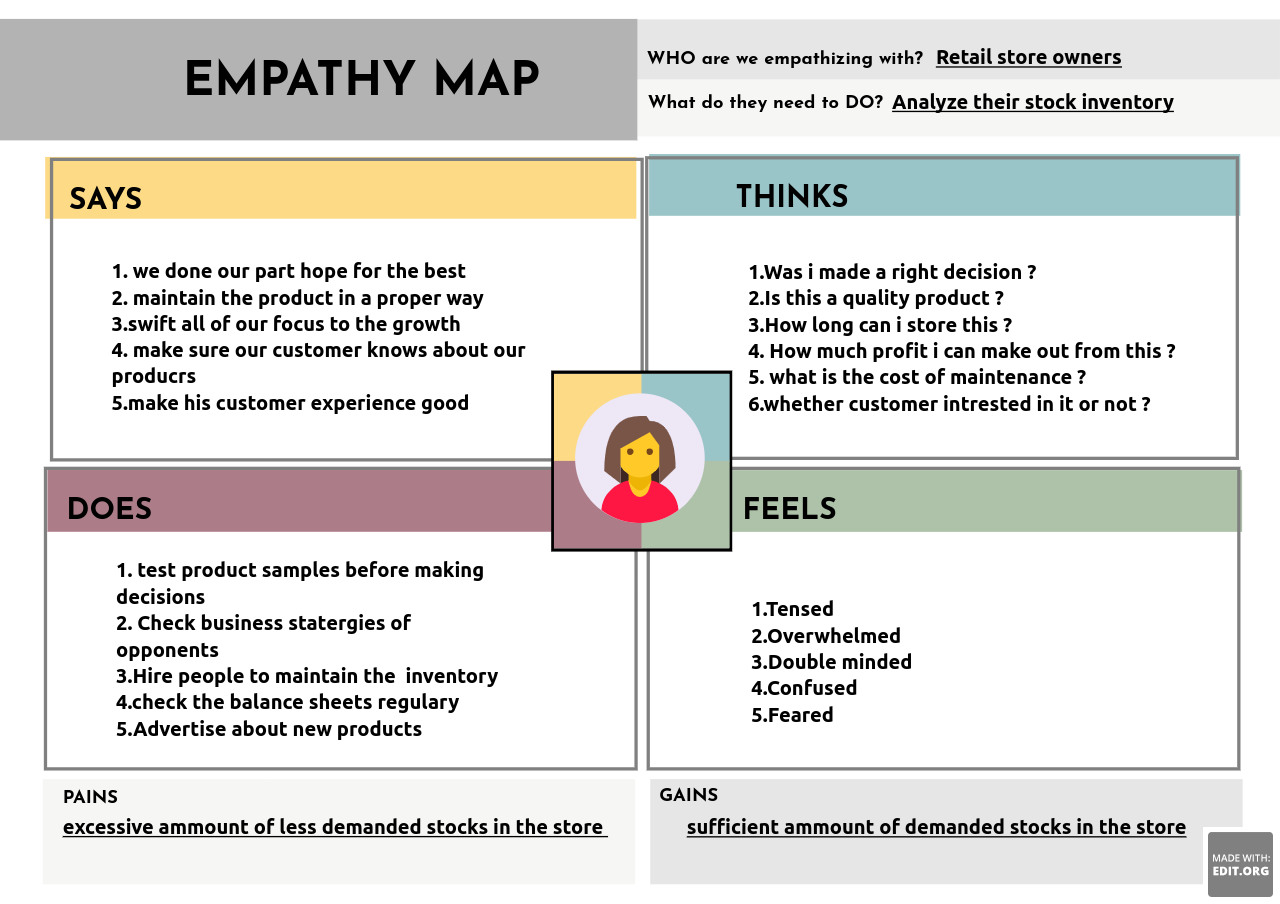 EMPATHY MAP
WHO are we empathizing with? Retail store owners
What do they need to DO? Analyze their stock inventory
SAYS
1. we done our part hope for the best
2. maintain the product in a proper way
3.swift all of our focus to the growth
4. make sure our customer knows about our
producrs
5.make his customer experience good
THINKS
1.Was i made a right decision ?
2.Is this a quality product ?
3.How long can i store this ?
4. How much profit i can make out from this ?
5. what is the cost of maintenance ?
6.whether customer intrested in it or not ?
DOES
1. test product samples before making
decisions
2. Check business statergies of
opponents
3.Hire people to maintain the  inventory
4.check the balance sheets regulary
5.Advertise about new products
FEELS
1.Tensed
2.Overwhelmed
3.Double minded
4.Confused
5.Feared
PAINS
excessive ammount of less demanded stocks in the store
GAINS
sufficient ammount of demanded stocks in the store
MADE WITH:
EDIT.ORG